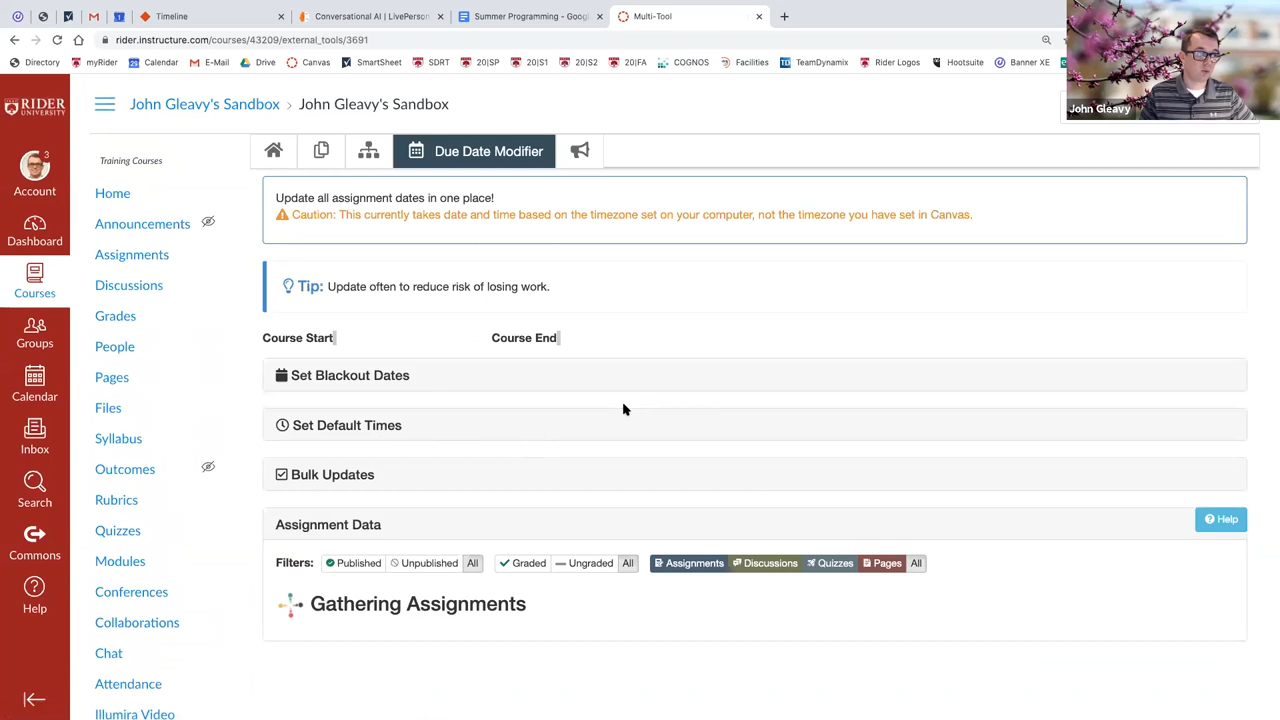 Timeline
Conversational AI | LivePerson
Summer Programming - Googl
Multi-Tool
rider.instructure.com/courses/43209/external_tools/3691
Directory
myRider
Calendar
E-Mail
Drive
Canvas
SmartSheet
SDRT
20|SP
20|S1
20|S2
20|FA
COGNOS
Facilities
TeamDynamix
Rider Logos
Hootsuite
Banner XE
John Gleavy
RIDER
UNIVERSITY
3
Account
Dashboard
Courses
Groups
Calendar
Inbox
Search
Commons
Help
John Gleavy's Sandbox › John Gleavy's Sandbox
Training Courses
Home
Announcements
Assignments
Discussions
Grades
People
Pages
Files
Syllabus
Outcomes
Rubrics
Quizzes
Modules
Conferences
Collaborations
Chat
Attendance
Illumira Video
Due Date Modifier
Update all assignment dates in one place!
Caution: This currently takes date and time based on the timezone set on your computer, not the timezone you have set in Canvas.
Tip: Update often to reduce risk of losing work.
Course Start Course End
Set Blackout Dates
Set Default Times
Bulk Updates
Assignment Data Help
Filters: Published Unpublished All Graded Ungraded All Assignments Discussions Quizzes Pages All
Gathering Assignments